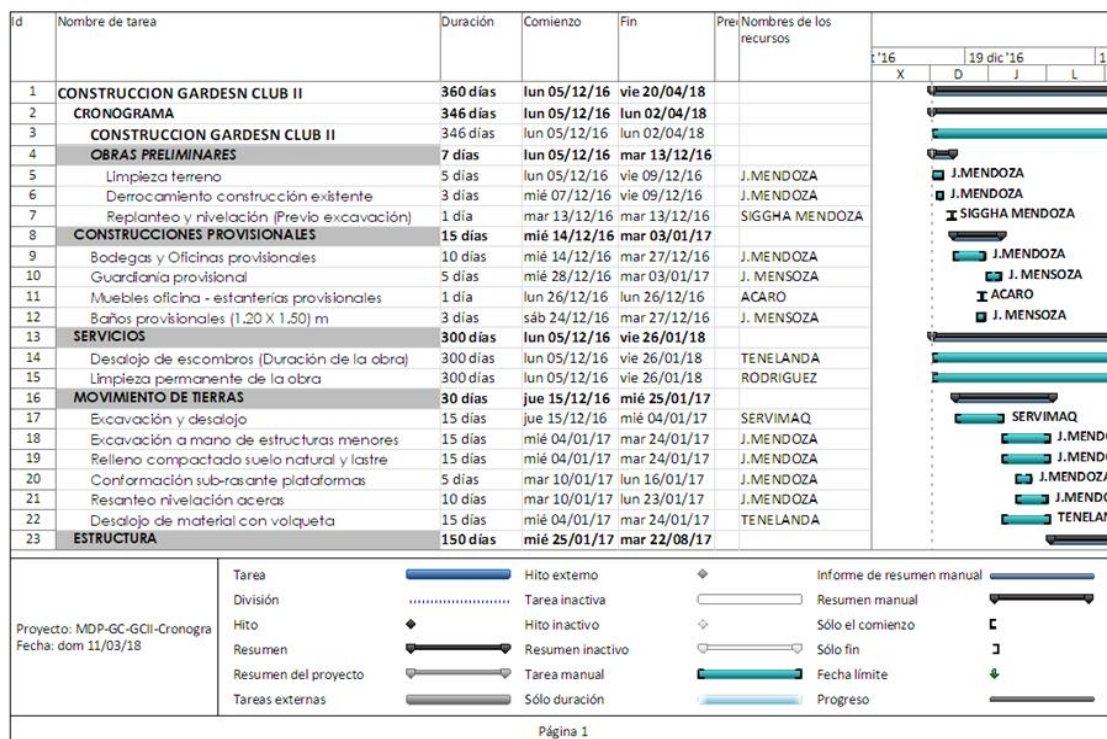 Id Nombre de tarea Duración Comienzo Fin Pre Nombres de los recursos
'16 19 dic '16 1
X D J L
1 CONSTRUCCION GARDESN CLUB II 360 días lun 05/12/16 vie 20/04/18
2 CRONOGRAMA 346 días lun 05/12/16 lun 02/04/18
3 CONSTRUCCION GARDESN CLUB II 346 días lun 05/12/16 lun 02/04/18
4 OBRAS PRELIMINARES 7 días lun 05/12/16 mar 13/12/16
5 Limpieza terreno 5 días lun 05/12/16 vie 09/12/16 J.MENDOZA J.MENDOZA
6 Derrocamiento construcción existente 3 días mié 07/12/16 vie 09/12/16 J.MENDOZA J.MENDOZA
7 Replanteo y nivelación (Previo excavación) 1 día mar 13/12/16 mar 13/12/16 SIGGHA MENDOZA SIGGHA MENDOZA
8 CONSTRUCCIONES PROVISIONALES 15 días mié 14/12/16 mar 03/01/17
9 Bodegas y Oficinas provisionales 10 días mié 14/12/16 mar 27/12/16 J.MENDOZA J.MENDOZA
10 Guardianía provisional 5 días mié 28/12/16 mar 03/01/17 J. MENSOZA J. MENSOZA
11 Muebles oficina - estanterías provisionales 1 día lun 26/12/16 lun 26/12/16 ACARO ACARO
12 Baños provisionales (1.20 X 1.50) m 3 días sáb 24/12/16 mar 27/12/16 J. MENSOZA J. MENSOZA
13 SERVICIOS 300 días lun 05/12/16 vie 26/01/18
14 Desalojo de escombros (Duración de la obra) 300 días lun 05/12/16 vie 26/01/18 TENELANDA
15 Limpieza permanente de la obra 300 días lun 05/12/16 vie 26/01/18 RODRIGUEZ
16 MOVIMIENTO DE TIERRAS 30 días jue 15/12/16 mié 25/01/17
17 Excavación y desalojo 15 días jue 15/12/16 mié 04/01/17 SERVIMAQ SERVIMAQ
18 Excavación a mano de estructuras menores 15 días mié 04/01/17 mar 24/01/17 J.MENDOZA J.MENDO
19 Relleno compactado suelo natural y lastre 15 días mié 04/01/17 mar 24/01/17 J.MENDOZA J.MENDO
20 Conformación sub-rasante plataformas 5 días mar 10/01/17 lun 16/01/17 J.MENDOZA J.MENDOZA
21 Resanteo nivelación aceras 10 días mar 10/01/17 lun 23/01/17 J.MENDOZA J.MENDO
22 Desalojo de material con volqueta 15 días mié 04/01/17 mar 24/01/17 TENELANDA TENELAN
23 ESTRUCTURA 150 días mié 25/01/17 mar 22/08/17
Proyecto: MDP-GC-GCII-Cronogra
Fecha: dom 11/03/18
Tarea Hito externo Informe de resumen manual
División Tarea inactiva Resumen manual
Hito Hito inactivo Sólo el comienzo
Resumen Resumen inactivo Sólo fin
Resumen del proyecto Tarea manual Fecha límite
Tareas externas Sólo duración Progreso
Página 1